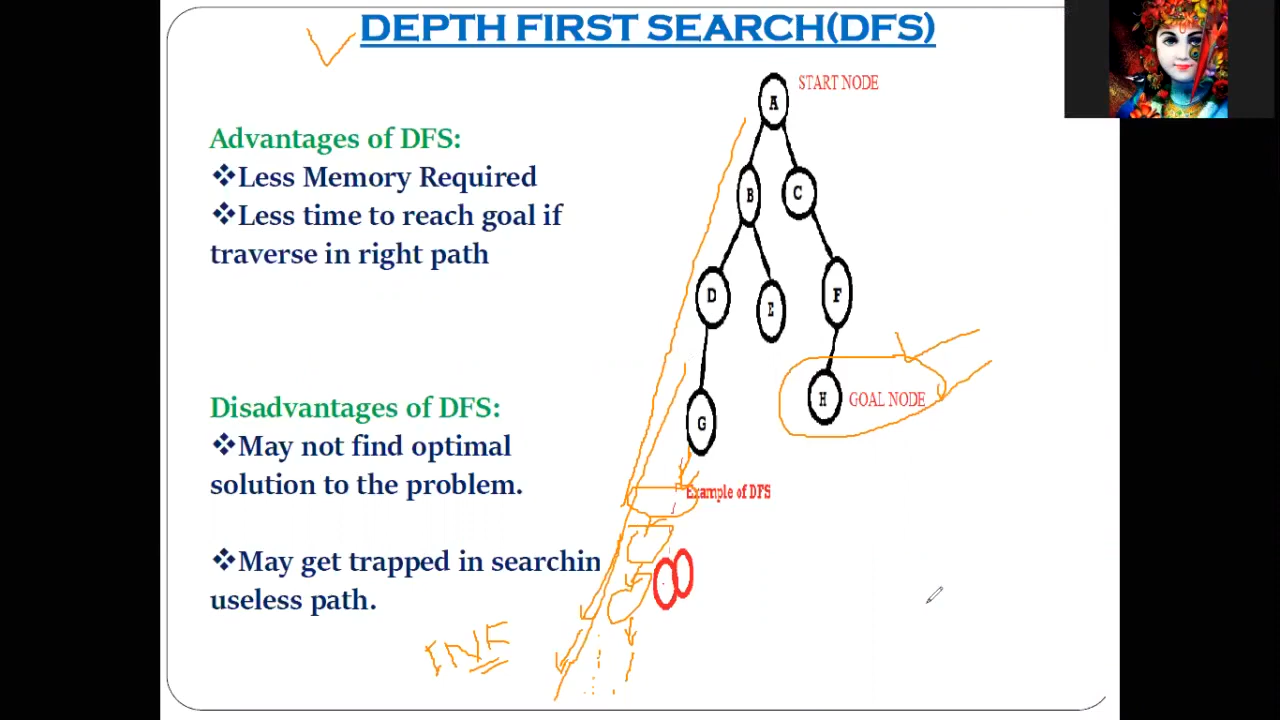 DEPTH FIRST SEARCH(DFS)
START NODE
A
Advantages of DFS:
❖Less Memory Required
❖Less time to reach goal if
traverse in right path
B
C
D
E
F
Disadvantages of DFS:
❖May not find optimal
solution to the problem.
H
GOAL NODE
G
Example of DFS
❖May get trapped in searchin
useless path.
INF